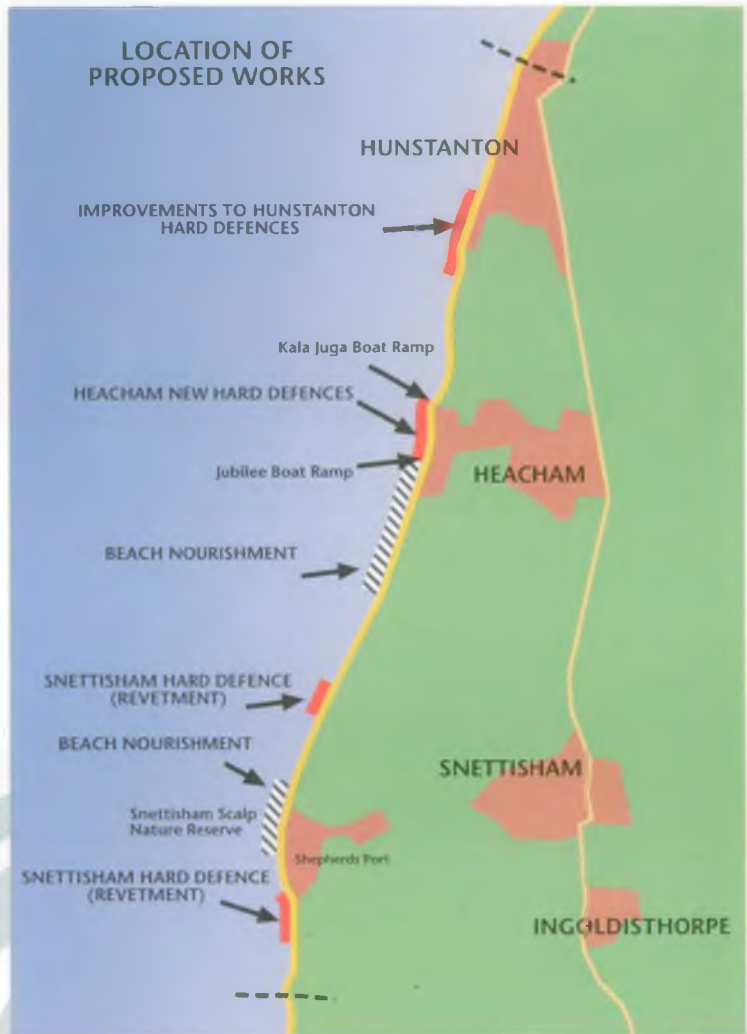 LOCATION OF
PROPOSED WORKS
HUNSTANTON
IMPROVEMENTS TO HUNSTANTON
HARD DEFENCES
Kala Juga Boat Ramp
HEACHAM NEW HARD DEFENCES
Jubilee Boat Ramp
HEACHAM
BEACH NOURISHMENT
SNETTISHAM HARD DEFENCE
(REVETMENT)
BEACH NOURISHMENT
SNETTISHAM
Snettisham Scalp
Nature Reserve
Shepherds Port
SNETTISHAM HARD DEFENCE
(REVETMENT)
INGOLDISTHORPE